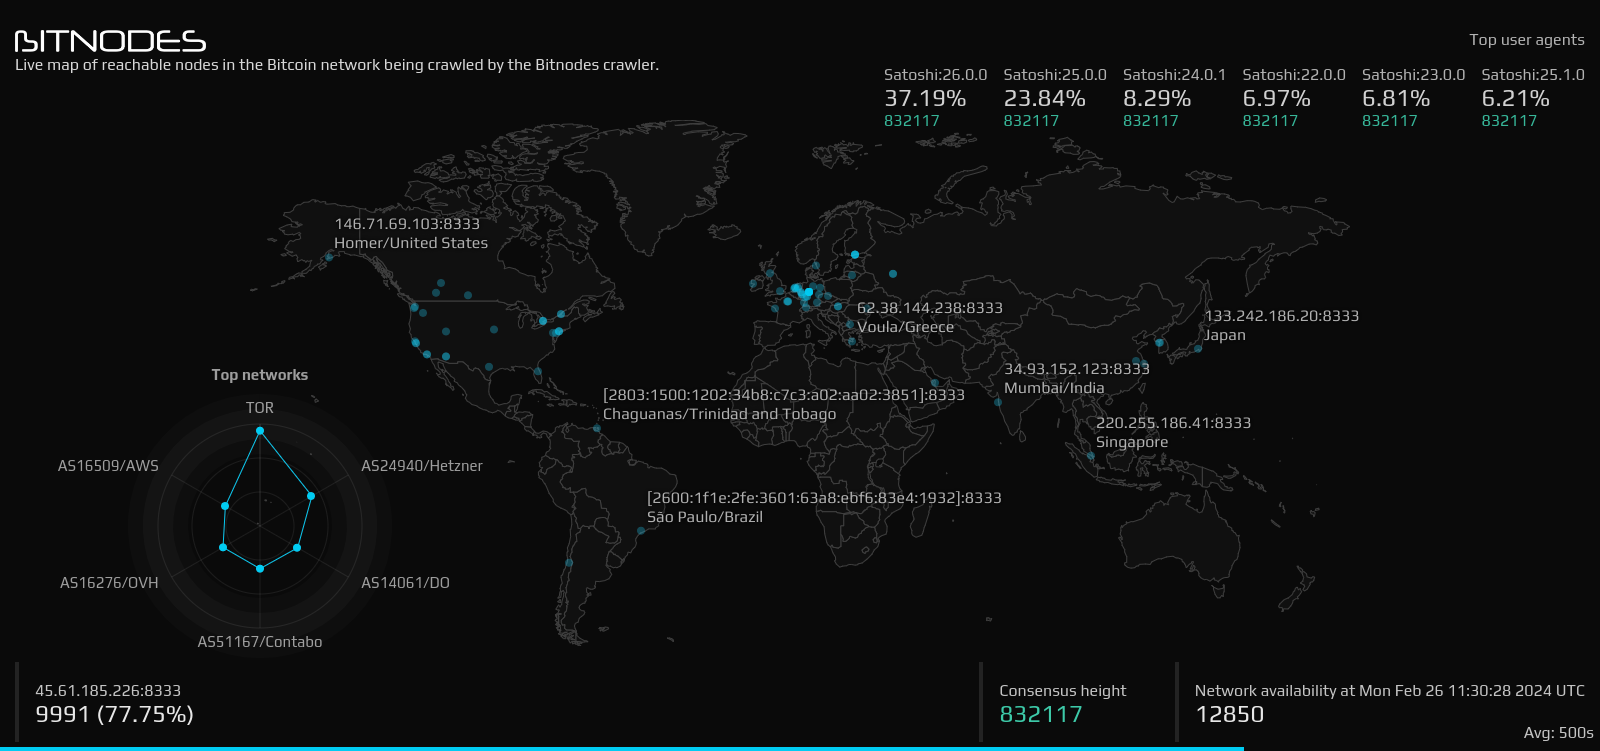 BITNODES
Live map of reachable nodes in the Bitcoin network being crawled by the Bitnodes crawler.
Top user agents
Satoshi:26.0.0 Satoshi:25.0.0 Satoshi:24.0.1 Satoshi:22.0.0 Satoshi:23.0.0 Satoshi:25.1.0
37.19% 23.84% 8.29% 6.97% 6.81% 6.21%
832117 832117 832117 832117 832117 832117
146.71.69.103:8333
Homer/United States
62.38.144.238:8333
Voula/Greece
133.242.186.20:8333
Japan
34.93.152.123:8333
Mumbai/India
[2803:1500:1202:34b8:c7c3:a02:aa02:3851]:8333
Chaguanas/Trinidad and Tobago
220.255.186.41:8333
Singapore
[2600:1f1e:2fe:3601:63a8:ebf6:83e4:1932]:8333
São Paulo/Brazil
Top networks
TOR
AS16509/AWS
AS24940/Hetzner
AS16276/OVH
AS14061/DO
AS51167/Contabo
45.61.185.226:8333
9991 (77.75%)
Consensus height
832117
Network availability at Mon Feb 26 11:30:28 2024 UTC
12850
Avg: 500s